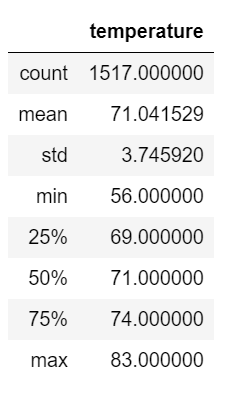 temperature
count 1517.000000
mean 71.041529
std 3.745920
min 56.000000
25% 69.000000
50% 71.000000
75% 74.000000
max 83.000000